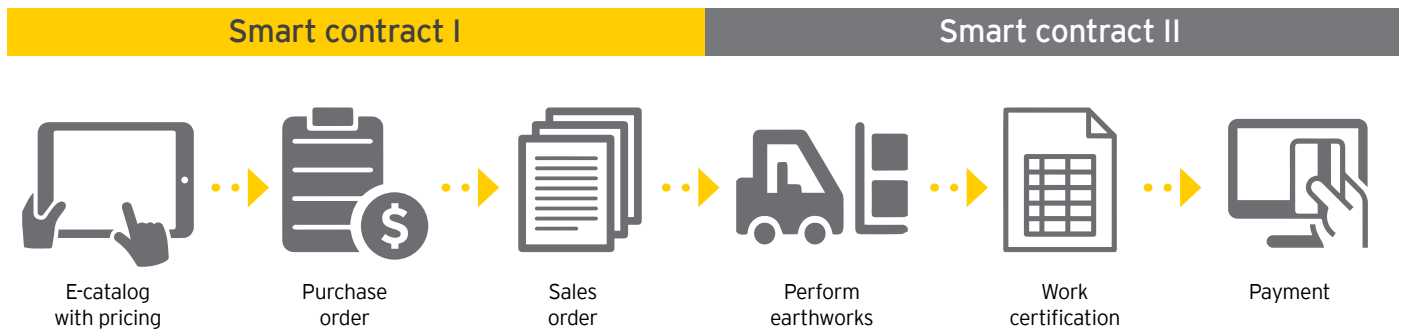 Smart contract I
Smart contract II
$
E-catalog
with pricing
Purchase
order
Sales
order
Perform
earthworks
Work
certification
Payment